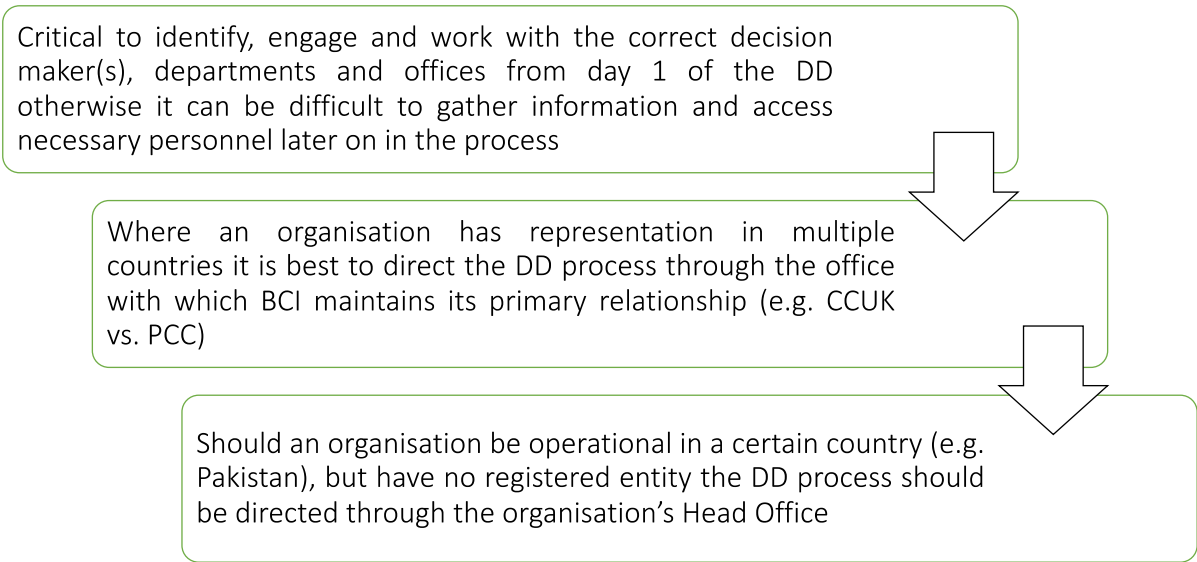 Critical to identify, engage and work with the correct decision
maker(s), departments and offices from day 1 of the DD
otherwise it can be difficult to gather information and access
necessary personnel later on in the process
Where an organisation has representation in multiple
countries it is best to direct the DD process through the office
with which BCI maintains its primary relationship (e.g. CCUK
vs. PCC)
Should an organisation be operational in a certain country (e.g.
Pakistan), but have no registered entity the DD process should
be directed through the organisation’s Head Office